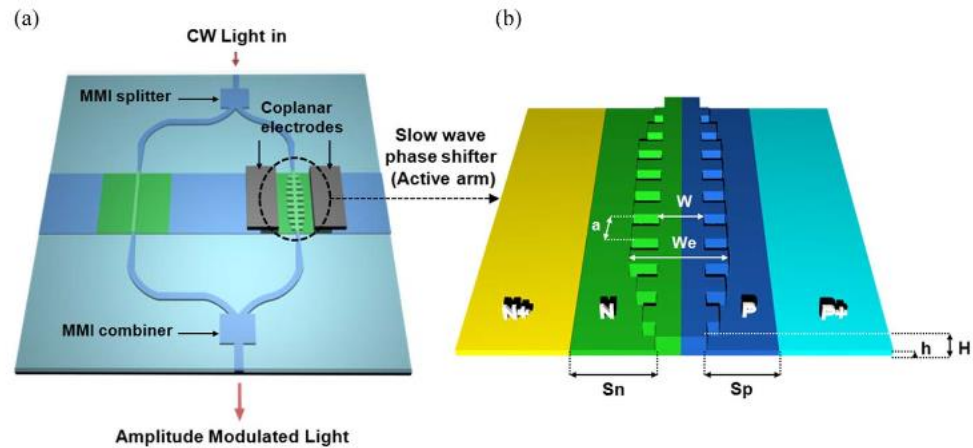 (a)
CW Light in
MMI splitter
Coplanar
electrodes
Slow wave
phase shifter
(Active arm)
MMI combiner
Amplitude Modulated Light
(b)
W
a
We
N+
N
P
P+
h
H
Sn
Sp